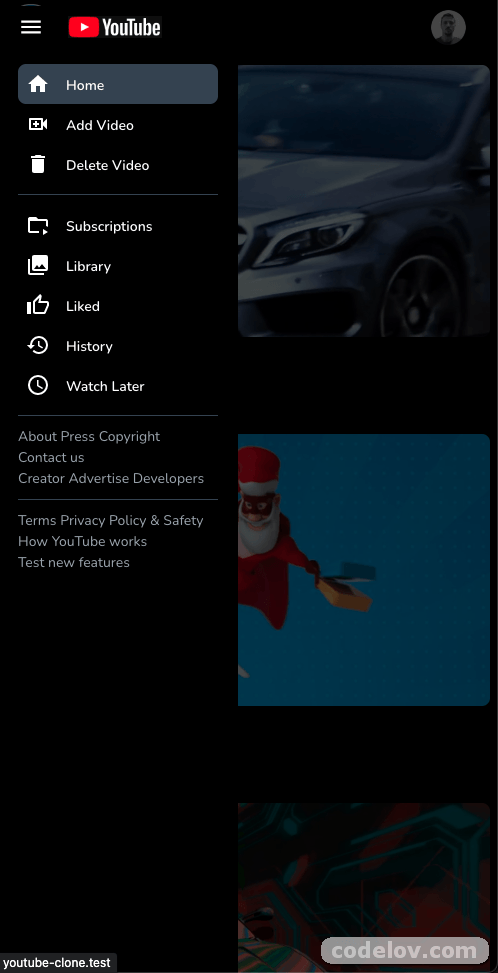 YouTube
Home
Add Video
Delete Video
Subscriptions
Library
Liked
History
Watch Later
About Press Copyright
Contact us
Creator Advertise Developers
Terms Privacy Policy & Safety
How YouTube works
Test new features
codelov.com
youtube-clone.test